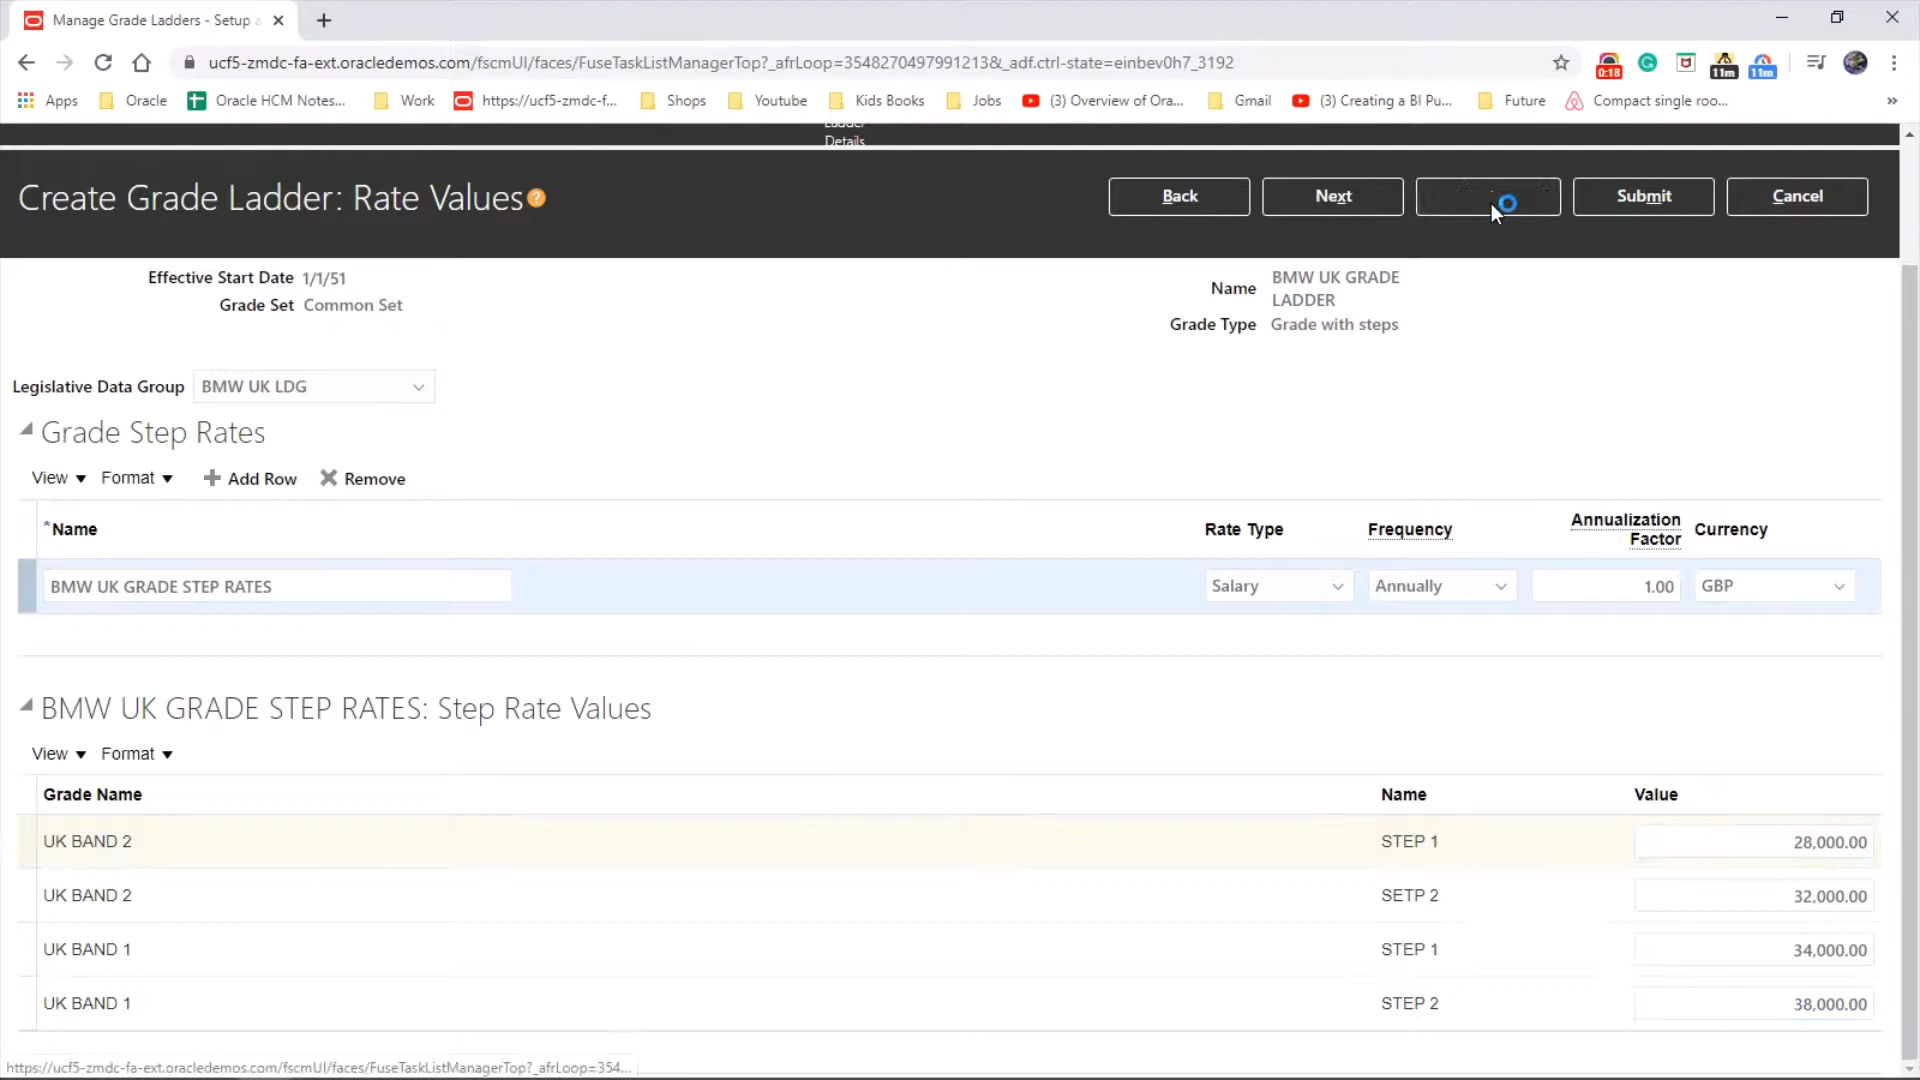 Manage Grade Ladders - Setup a
ucf5-zmdc-fa-ext.oracledemos.com/fscmUI/faces/FuseTaskListManagerTop?_afrLoop=3548270497991213&_adf.ctrl-state=einbev0h7_3192
0:18
11m
11m
Apps
Oracle
Oracle HCM Notes...
Work
https://ucf5-zmdc-f...
Shops
Youtube
Kids Books
Jobs
(3) Overview of Ora...
Gmail
(3) Creating a BI Pu...
Future
Compact single roo...
Ladder
Details
Create Grade Ladder: Rate Values
Back
Next
Submit
Cancel
Effective Start Date 1/1/51
Grade Set Common Set
Name BMW UK GRADE
LADDER
Grade Type Grade with steps
Legislative Data Group BMW UK LDG
Grade Step Rates
View Format Add Row Remove
*Name Rate Type Frequency Annualization Factor Currency
BMW UK GRADE STEP RATES Salary Annually 1.00 GBP
BMW UK GRADE STEP RATES: Step Rate Values
View Format
Grade Name Name Value
UK BAND 2 STEP 1 28,000.00
UK BAND 2 SETP 2 32,000.00
UK BAND 1 STEP 1 34,000.00
UK BAND 1 STEP 2 38,000.00
https://ucf5-zmdc-fa-ext.oracledemos.com/fscmUI/faces/FuseTaskListManagerTop?_afrLoop=354...